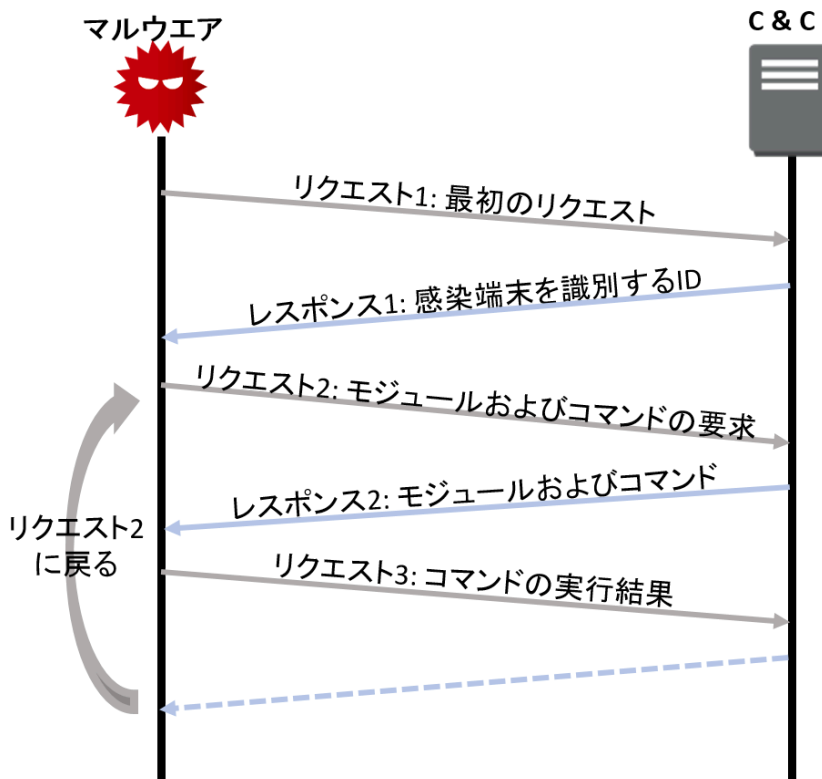 マルウエア
C & C
リクエスト1: 最初のリクエスト
レスポンス1: 感染端末を識別するID
リクエスト2: モジュールおよびコマンドの要求
レスポンス2: モジュールおよびコマンド
リクエスト2
に戻る
リクエスト3: コマンドの実行結果